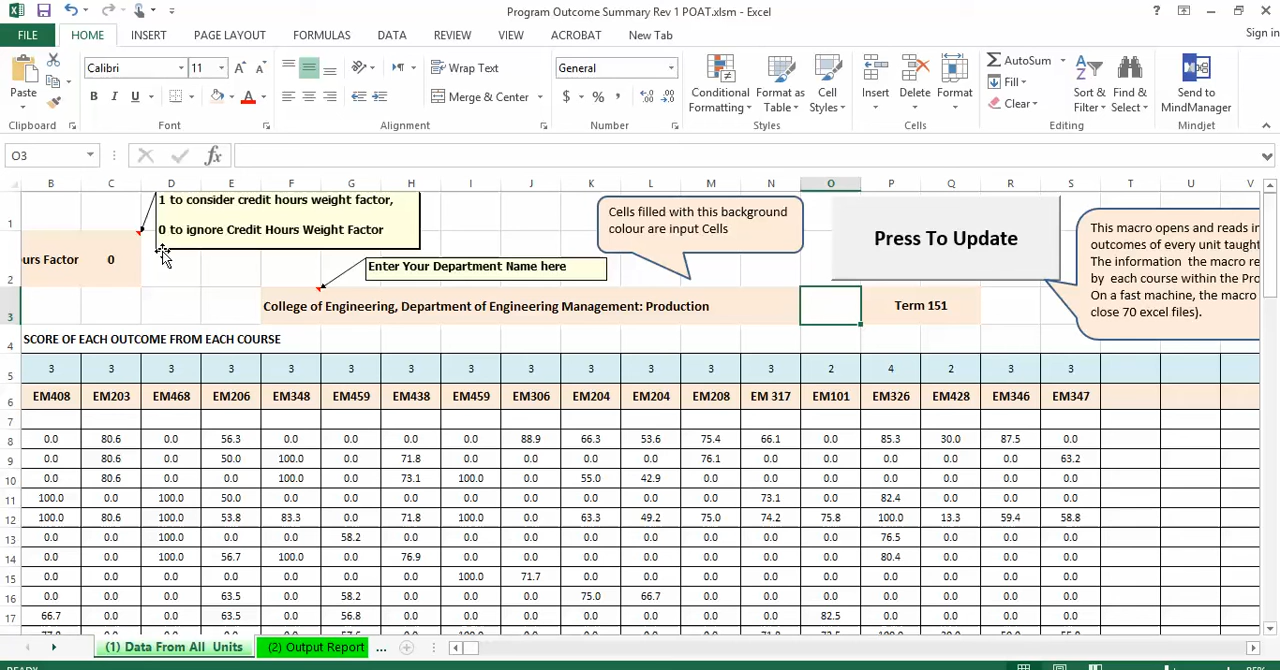 Program Outcome Summary Rev 1 POAT.xlsm - Excel
FILE HOME INSERT PAGE LAYOUT FORMULAS DATA REVIEW VIEW ACROBAT New Tab Sign in
Calibri 11 Wrap Text General AutoSum
Paste Merge & Center Conditional Formatting Format as Table Cell Styles Insert Delete Format Fill Clear Sort & Filter Find & Select Send to MindManager
Clipboard Font Alignment Number Styles Cells Editing Mindjet
O3 fx
B C D E F G H I J K L M N O P Q R S T U V
1 to consider credit hours weight factor,
0 to ignore Credit Hours Weight Factor
Cells filled with this background
colour are input Cells
Press To Update
This macro opens and reads in
outcomes of every unit taught
The information the macro re
by each course within the Pro
On a fast machine, the macro
close 70 excel files).
1
2 urs Factor 0
Enter Your Department Name here
3 College of Engineering, Department of Engineering Management: Production Term 151
4 SCORE OF EACH OUTCOME FROM EACH COURSE
5 3 3 3 3 3 3 3 3 3 3 3 3 3 2 4 2 3 3
6 EM408 EM203 EM468 EM206 EM348 EM459 EM438 EM459 EM306 EM204 EM204 EM208 EM 317 EM101 EM326 EM428 EM346 EM347
7
8 0.0 80.6 0.0 56.3 0.0 0.0 0.0 0.0 88.9 66.3 53.6 75.4 66.1 0.0 85.3 30.0 87.5 0.0
9 0.0 80.6 0.0 50.0 100.0 0.0 71.8 0.0 0.0 0.0 0.0 76.1 0.0 0.0 0.0 0.0 0.0 63.2
10 0.0 80.6 0.0 0.0 100.0 0.0 73.1 100.0 0.0 55.0 42.9 0.0 0.0 0.0 0.0 0.0 0.0 0.0
11 100.0 0.0 100.0 50.0 0.0 0.0 0.0 0.0 0.0 0.0 0.0 0.0 73.1 0.0 82.4 0.0 0.0 0.0
12 100.0 80.6 100.0 53.8 83.3 0.0 71.8 100.0 0.0 63.3 49.2 75.0 74.2 75.8 100.0 13.3 59.4 58.8
13 0.0 0.0 100.0 0.0 0.0 58.2 0.0 0.0 0.0 0.0 0.0 0.0 0.0 0.0 76.5 0.0 0.0 0.0
14 0.0 0.0 100.0 56.7 100.0 0.0 76.9 0.0 0.0 0.0 0.0 0.0 0.0 0.0 80.4 0.0 0.0 0.0
15 0.0 0.0 0.0 0.0 0.0 0.0 0.0 100.0 71.7 0.0 0.0 0.0 0.0 0.0 0.0 0.0 0.0 0.0
16 0.0 0.0 0.0 63.5 0.0 58.2 0.0 0.0 0.0 75.0 66.7 0.0 0.0 0.0 0.0 0.0 0.0 0.0
17 66.7 0.0 0.0 63.5 0.0 56.8 0.0 0.0 0.0 0.0 0.0 0.0 0.0 82.5 0.0 0.0 0.0 0.0
(1) Data From All Units (2) Output Report ...